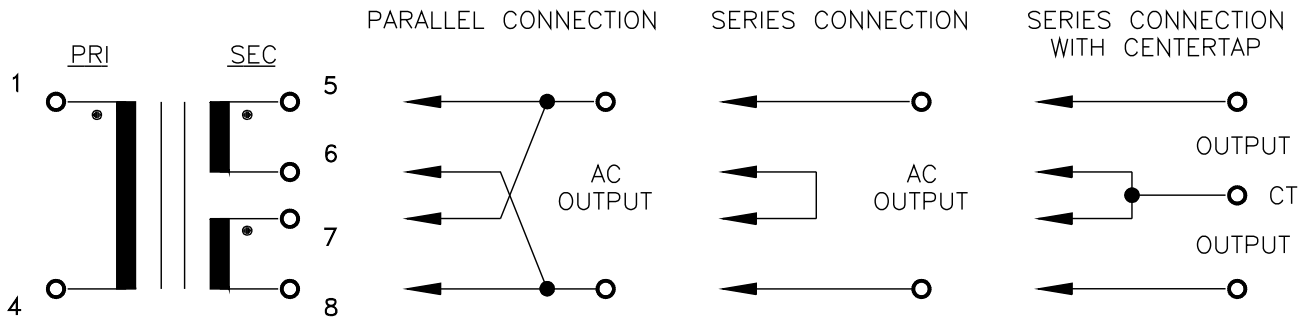 PARALLEL CONNECTION
SERIES CONNECTION
SERIES CONNECTION
WITH CENTERTAP
PRI
SEC
1
5
6
7
4
8
AC
OUTPUT
AC
OUTPUT
OUTPUT
CT
OUTPUT